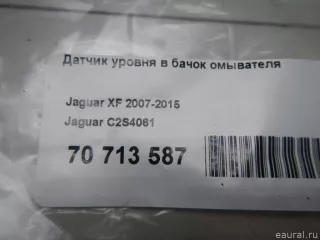 Датчик уровня в бачок омывателя
Jaguar XF 2007-2015
Jaguar C2S4061
70 713 587
eaural.ru